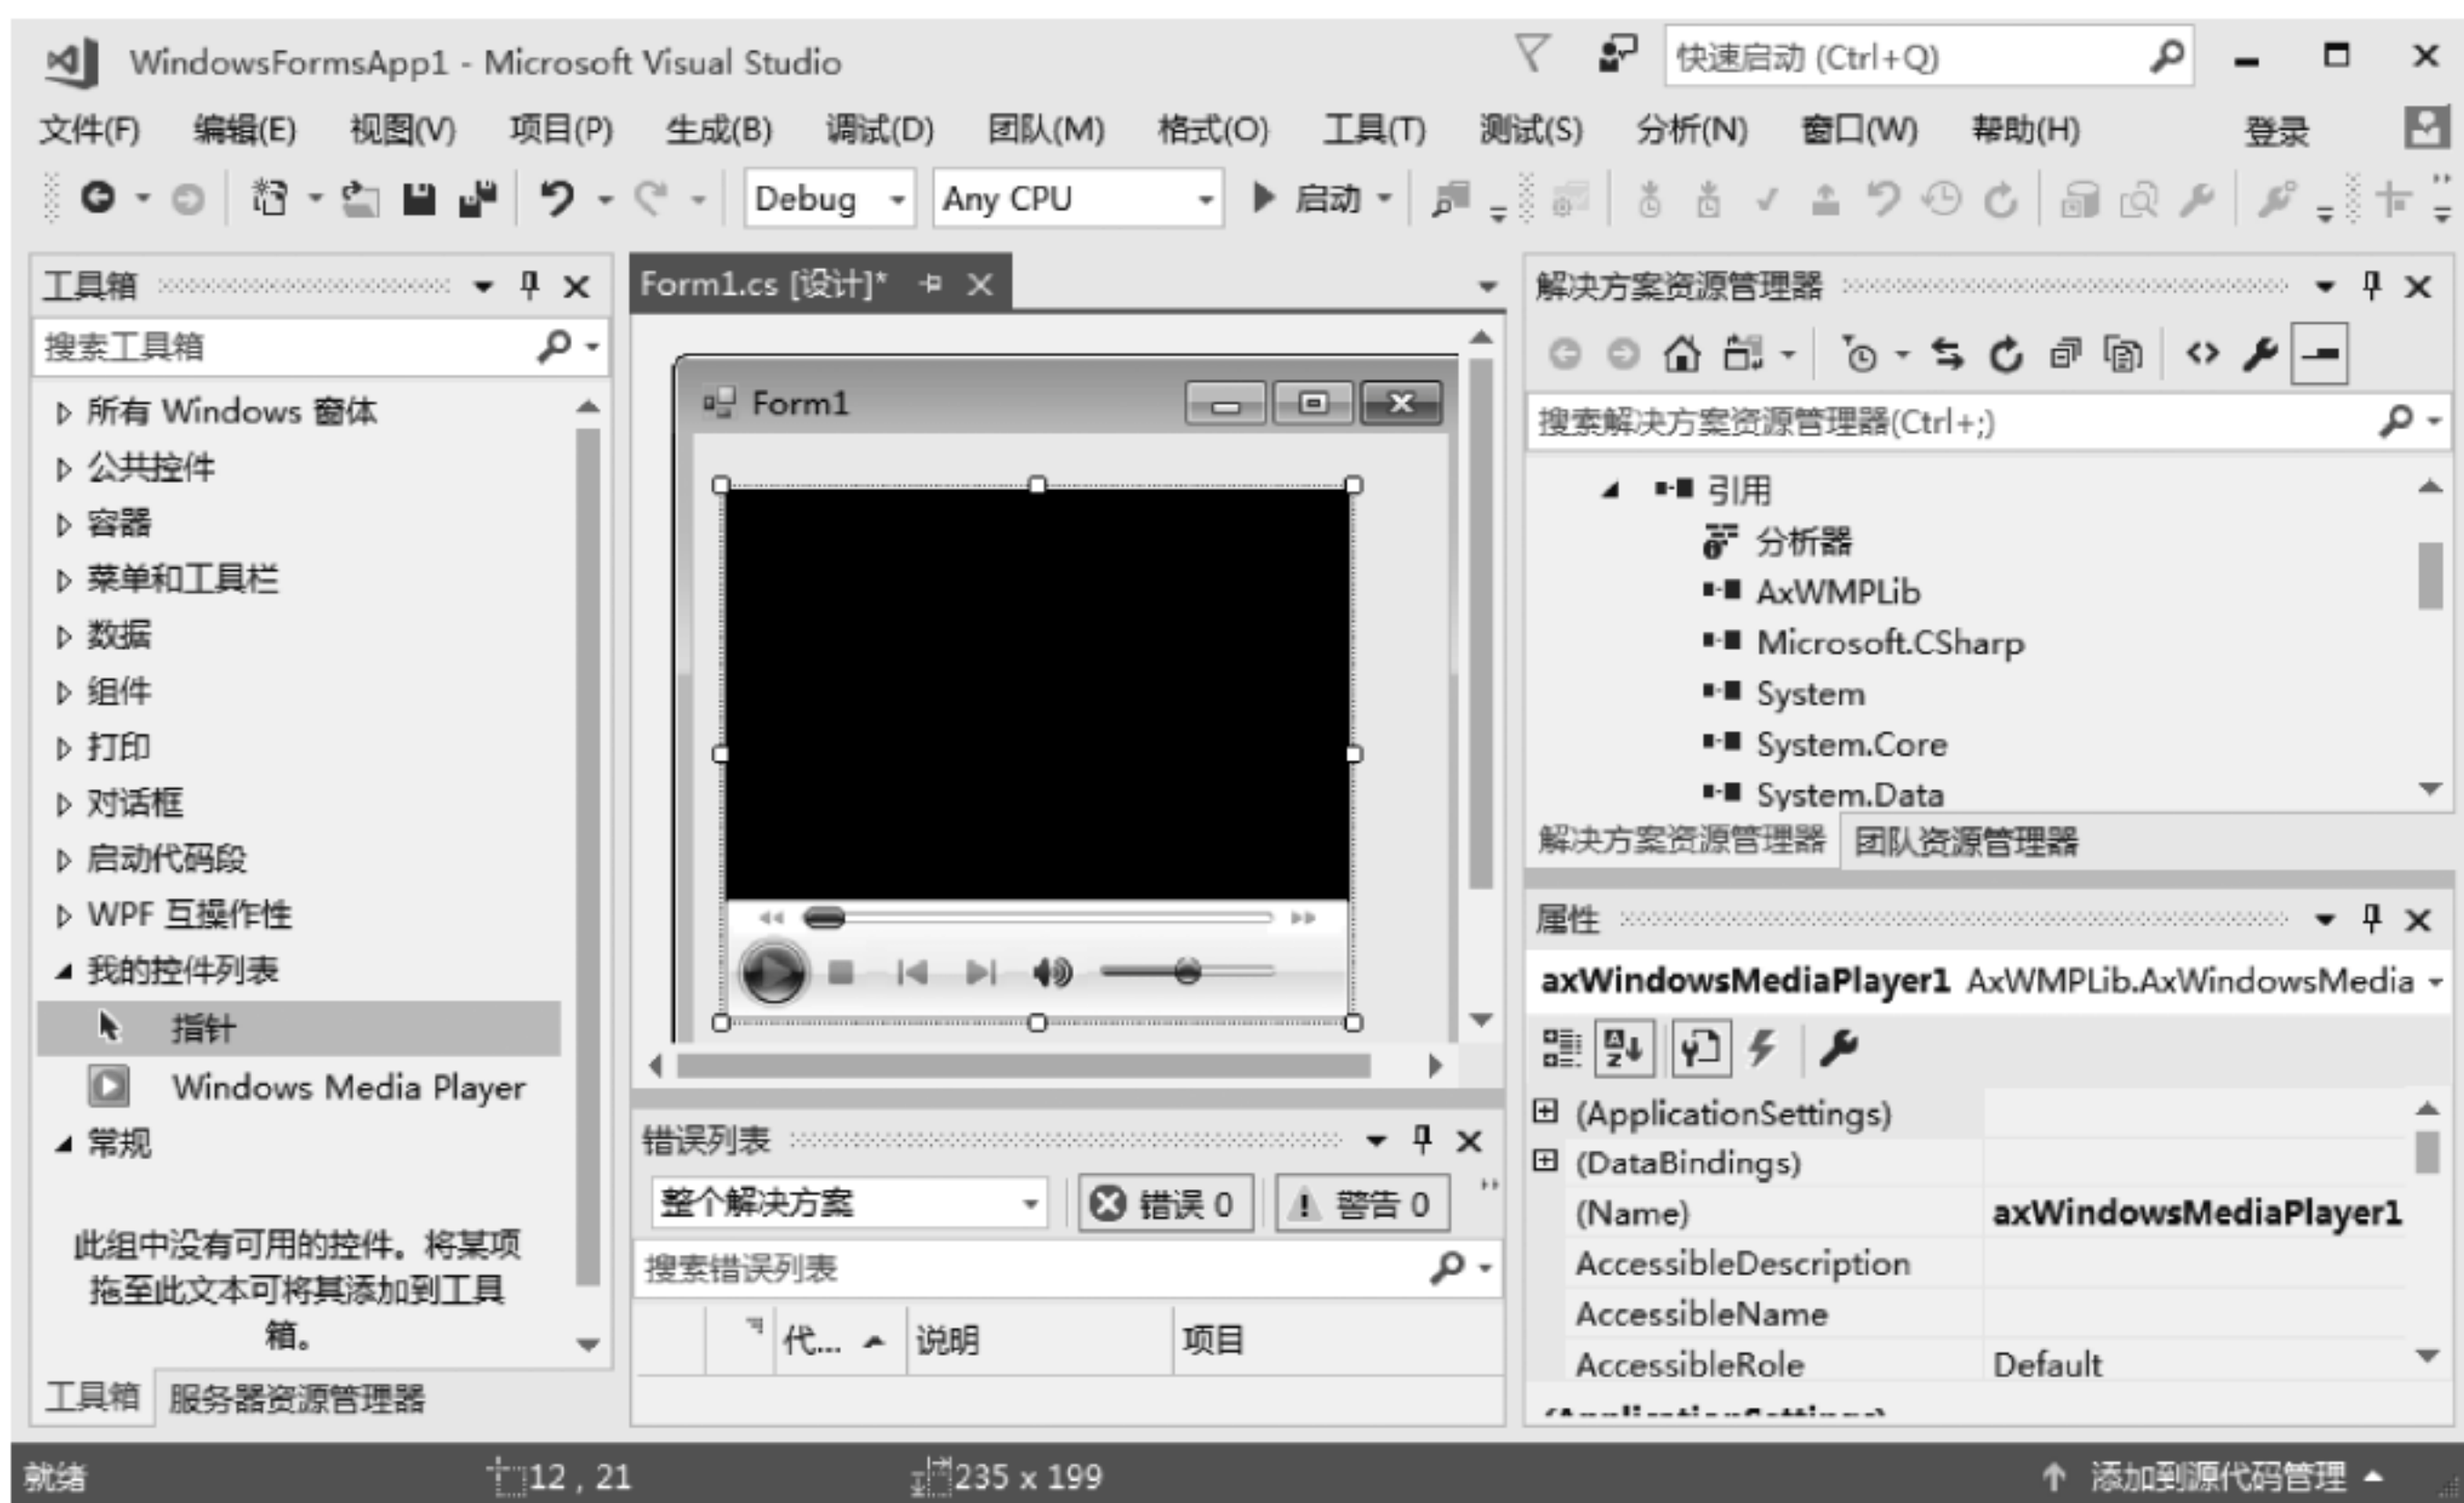 WindowsFormsApp1 - Microsoft Visual Studio
快速启动 (Ctrl+Q)
文件(F) 编辑(E) 视图(V) 项目(P) 生成(B) 调试(D) 团队(M) 格式(O) 工具(T) 测试(S) 分析(N) 窗口(W) 帮助(H) 登录
Debug Any CPU 启动
工具箱
搜索工具箱
所有 Windows 窗体
公共控件
容器
菜单和工具栏
数据
组件
打印
对话框
启动代码段
WPF 互操作性
我的控件列表
指针
Windows Media Player
常规
此组中没有可用的控件。将某项
拖至此文本可将其添加到工具
箱。
工具箱 服务器资源管理器
Form1.cs [设计]*
Form1
错误列表
整个解决方案 错误 0 警告 0
搜索错误列表
代... 说明 项目
解决方案资源管理器
搜索解决方案资源管理器(Ctrl+;)
引用
分析器
AxWMPLib
Microsoft.CSharp
System
System.Core
System.Data
解决方案资源管理器 团队资源管理器
属性
axWindowsMediaPlayer1 AxWMPLib.AxWindowsMedia
(ApplicationSettings)
(DataBindings)
(Name) axWindowsMediaPlayer1
AccessibleDescription
AccessibleName
AccessibleRole Default
(ApplicationSettings)
就绪 12 , 21 235 x 199 添加到源代码管理